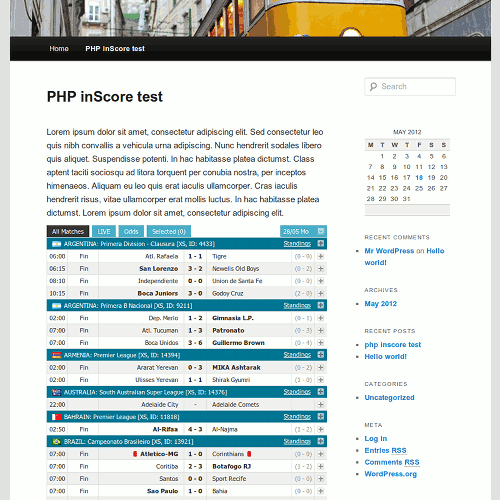 Home PHP inScore test
PHP inScore test
Search
Lorem ipsum dolor sit amet, consectetur adipiscing elit. Sed consectetur leo
quis nibh convallis a vehicula urna adipiscing. Nunc hendrerit sodales libero
quis aliquet. Suspendisse potenti. In hac habitasse platea dictumst. Class
aptent taciti sociosqu ad litora torquent per conubia nostra, per inceptos
himenaeos. Aliquam eu leo quis erat iaculis ullamcorper. Cras iaculis
hendrerit risus, vitae ullamcorper erat mollis luctus. In hac habitasse platea
dictumst. Lorem ipsum dolor sit amet, consectetur adipiscing elit.
All Matches LIVE Odds Selected (0) 28/05 Mo
ARGENTINA: Primera Division - Clausura [XS, ID: 4433] Standings
06:00 Fin Atl. Rafaela 1 - 1 Tigre (0 - 0)
06:15 Fin San Lorenzo 3 - 2 Newells Old Boys (0 - 2)
08:10 Fin Independiente 0 - 0 Union de Santa Fe (0 - 0)
10:15 Fin Boca Juniors 3 - 0 Godoy Cruz (2 - 0)
ARGENTINA: Primera B Nacional [XS, ID: 9211] Standings
02:00 Fin Dep. Merlo 1 - 2 Gimnasia L.P. (0 - 1)
07:00 Fin Atl. Tucuman 1 - 3 Patronato (0 - 3)
07:00 Fin Boca Unidos 3 - 6 Guillermo Brown (0 - 4)
ARMENIA: Premier League [XS, ID: 14394] Standings
02:00 Fin Ararat Yerevan 0 - 3 MIKA Ashtarak (0 - 2)
02:00 Fin Ulisses Yerevan 1 - 1 Shirak Gyumri (1 - 0)
AUSTRALIA: South Australian Super League [XS, ID: 14376] Standings
22:00 Adelaide City - Adelaide Comets
BAHRAIN: Premier League [XS, ID: 11818] Standings
02:50 Fin Al-Rifaa 4 - 3 Al-Najma (1 - 2)
BRAZIL: Campeonato Brasileiro [XS, ID: 13921] Standings
07:00 Fin Atletico-MG 1 - 0 Corinthians (0 - 0)
07:00 Fin Coritiba 2 - 3 Botafogo RJ (1 - 2)
07:00 Fin Santos 0 - 0 Sport Recife (0 - 0)
07:00 Fin Sao Paulo 1 - 0 Bahia (0 - 0)
MAY 2012
M T W T F S S
1 2 3 4 5 6
7 8 9 10 11 12 13
14 15 16 17 18 19 20
21 22 23 24 25 26 27
28 29 30 31
RECENT COMMENTS
Mr WordPress on Hello
world!
ARCHIVES
May 2012
RECENT POSTS
php inscore test
Hello world!
CATEGORIES
Uncategorized
META
Log in
Entries RSS
Comments RSS
WordPress.org